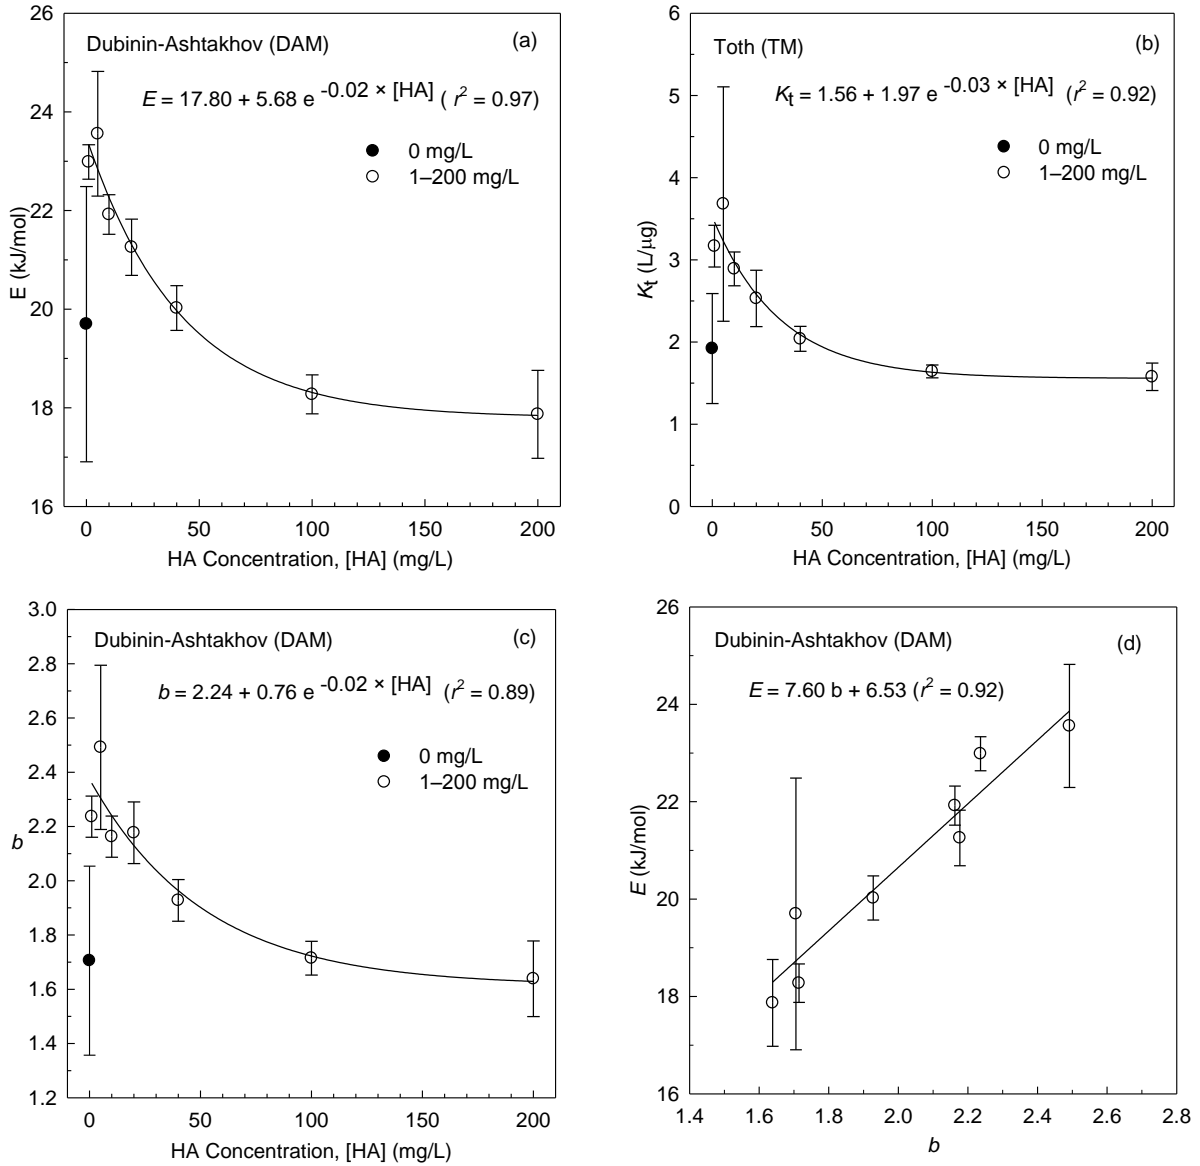 Dubinin-Ashtakhov (DAM) (a)
E = 17.80 + 5.68 e -0.02 × [HA] ( r2 = 0.97)
0 mg/L
1–200 mg/L
26
24
22
20
18
16
E (kJ/mol)
0 50 100 150 200
HA Concentration, [HA] (mg/L)
Toth (TM) (b)
Kt = 1.56 + 1.97 e -0.03 × [HA] (r2 = 0.92)
0 mg/L
1–200 mg/L
6
5
4
3
2
1
0
Kt (L/μg)
0 50 100 150 200
HA Concentration, [HA] (mg/L)
Dubinin-Ashtakhov (DAM) (c)
b = 2.24 + 0.76 e -0.02 × [HA] (r2 = 0.89)
0 mg/L
1–200 mg/L
3.0
2.8
2.6
2.4
2.2
2.0
1.8
1.6
1.4
1.2
b
0 50 100 150 200
HA Concentration, [HA] (mg/L)
Dubinin-Ashtakhov (DAM) (d)
E = 7.60 b + 6.53 (r2 = 0.92)
26
24
22
20
18
16
E (kJ/mol)
1.4 1.6 1.8 2.0 2.2 2.4 2.6 2.8
b